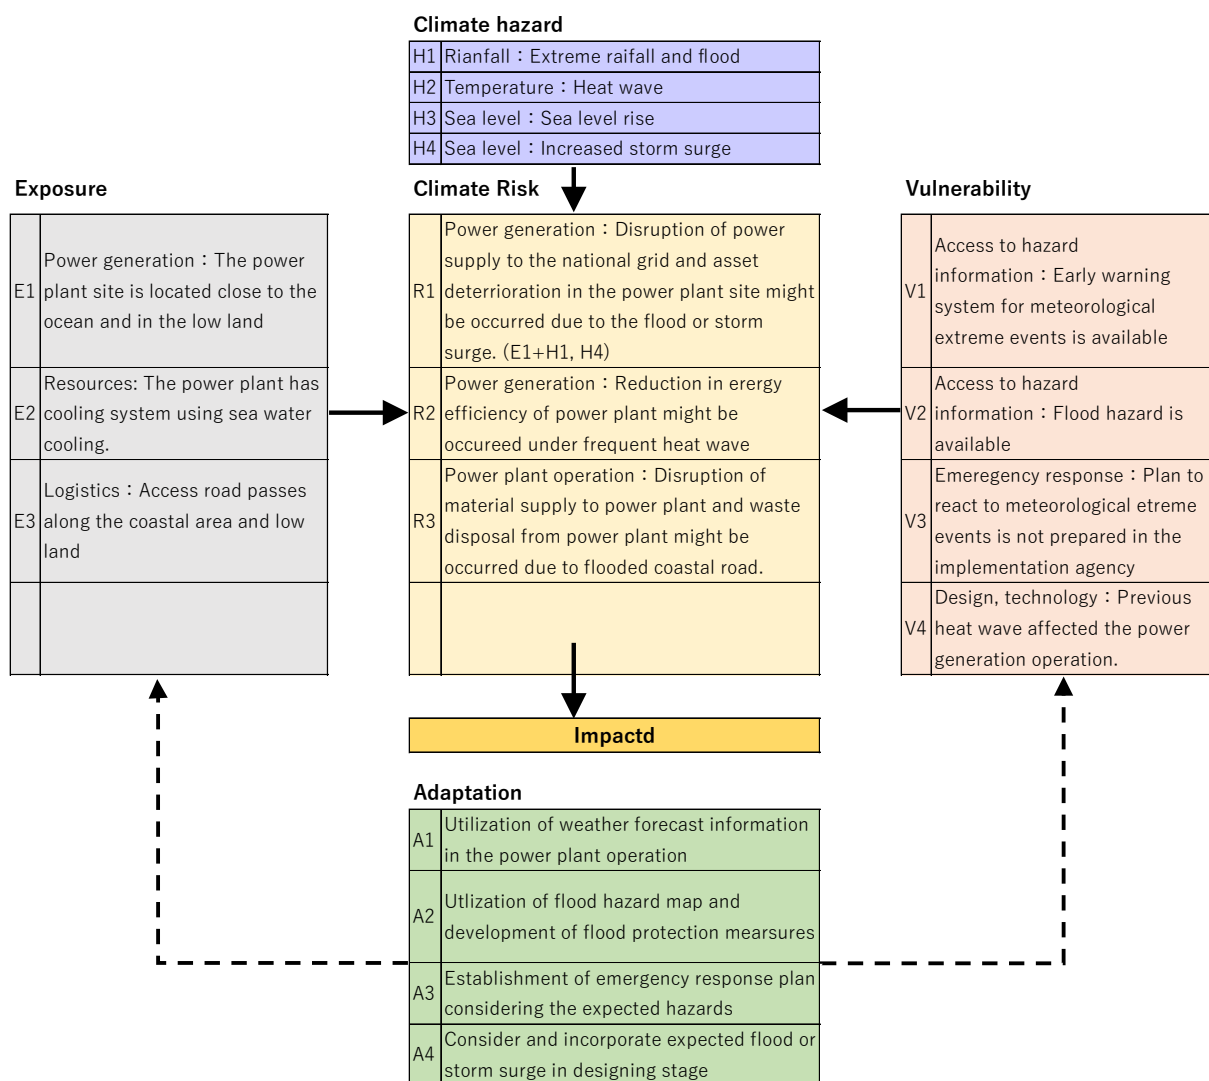 Climate hazard
H1 Rianfall：Extreme raifall and flood
H2 Temperature：Heat wave
H3 Sea level：Sea level rise
H4 Sea level：Increased storm surge
Exposure
E1 Power generation：The power
plant site is located close to the
ocean and in the low land
E2 Resources: The power plant has
cooling system using sea water
cooling.
E3 Logistics：Access road passes
along the coastal area and low
land
Climate Risk
R1 Power generation：Disruption of power
supply to the national grid and asset
deterioration in the power plant site might
be occurred due to the flood or storm
surge. (E1+H1, H4)
R2 Power generation：Reduction in erergy
efficiency of power plant might be
occureed under frequent heat wave
R3 Power plant operation：Disruption of
material supply to power plant and waste
disposal from power plant might be
occurred due to flooded coastal road.
Vulnerability
V1 Access to hazard
information：Early warning
system for meteorological
extreme events is available
V2 Access to hazard
information：Flood hazard is
available
V3 Emeregency response：Plan to
react to meteorological etreme
events is not prepared in the
implementation agency
V4 Design, technology：Previous
heat wave affected the power
generation operation.
Impactd
Adaptation
A1 Utilization of weather forecast information
in the power plant operation
A2 Utlization of flood hazard map and
development of flood protection mearsures
A3 Establishment of emergency response plan
considering the expected hazards
A4 Consider and incorporate expected flood or
storm surge in designing stage